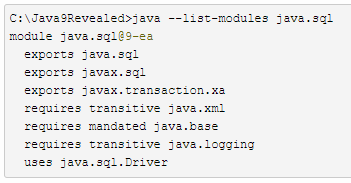 C:\Java9Revealed>java --list-modules java.sql
module java.sql@9-ea
  exports java.sql
  exports javax.sql
  exports javax.transaction.xa
  requires transitive java.xml
  requires mandated java.base
  requires transitive java.logging
  uses java.sql.Driver